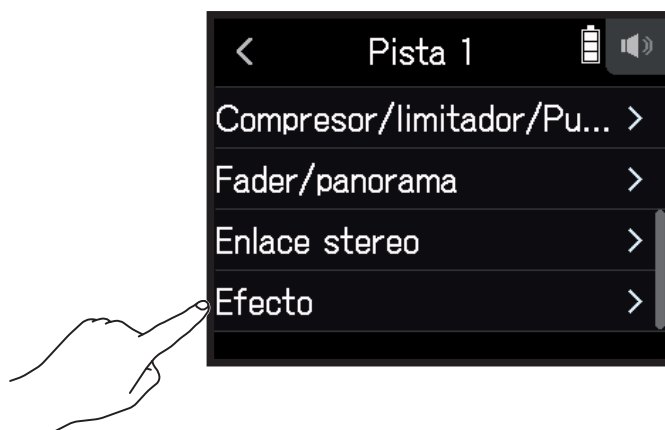 Pista 1
Compresor/limitador/Pu...
Fader/panorama
Enlace stereo
Efecto